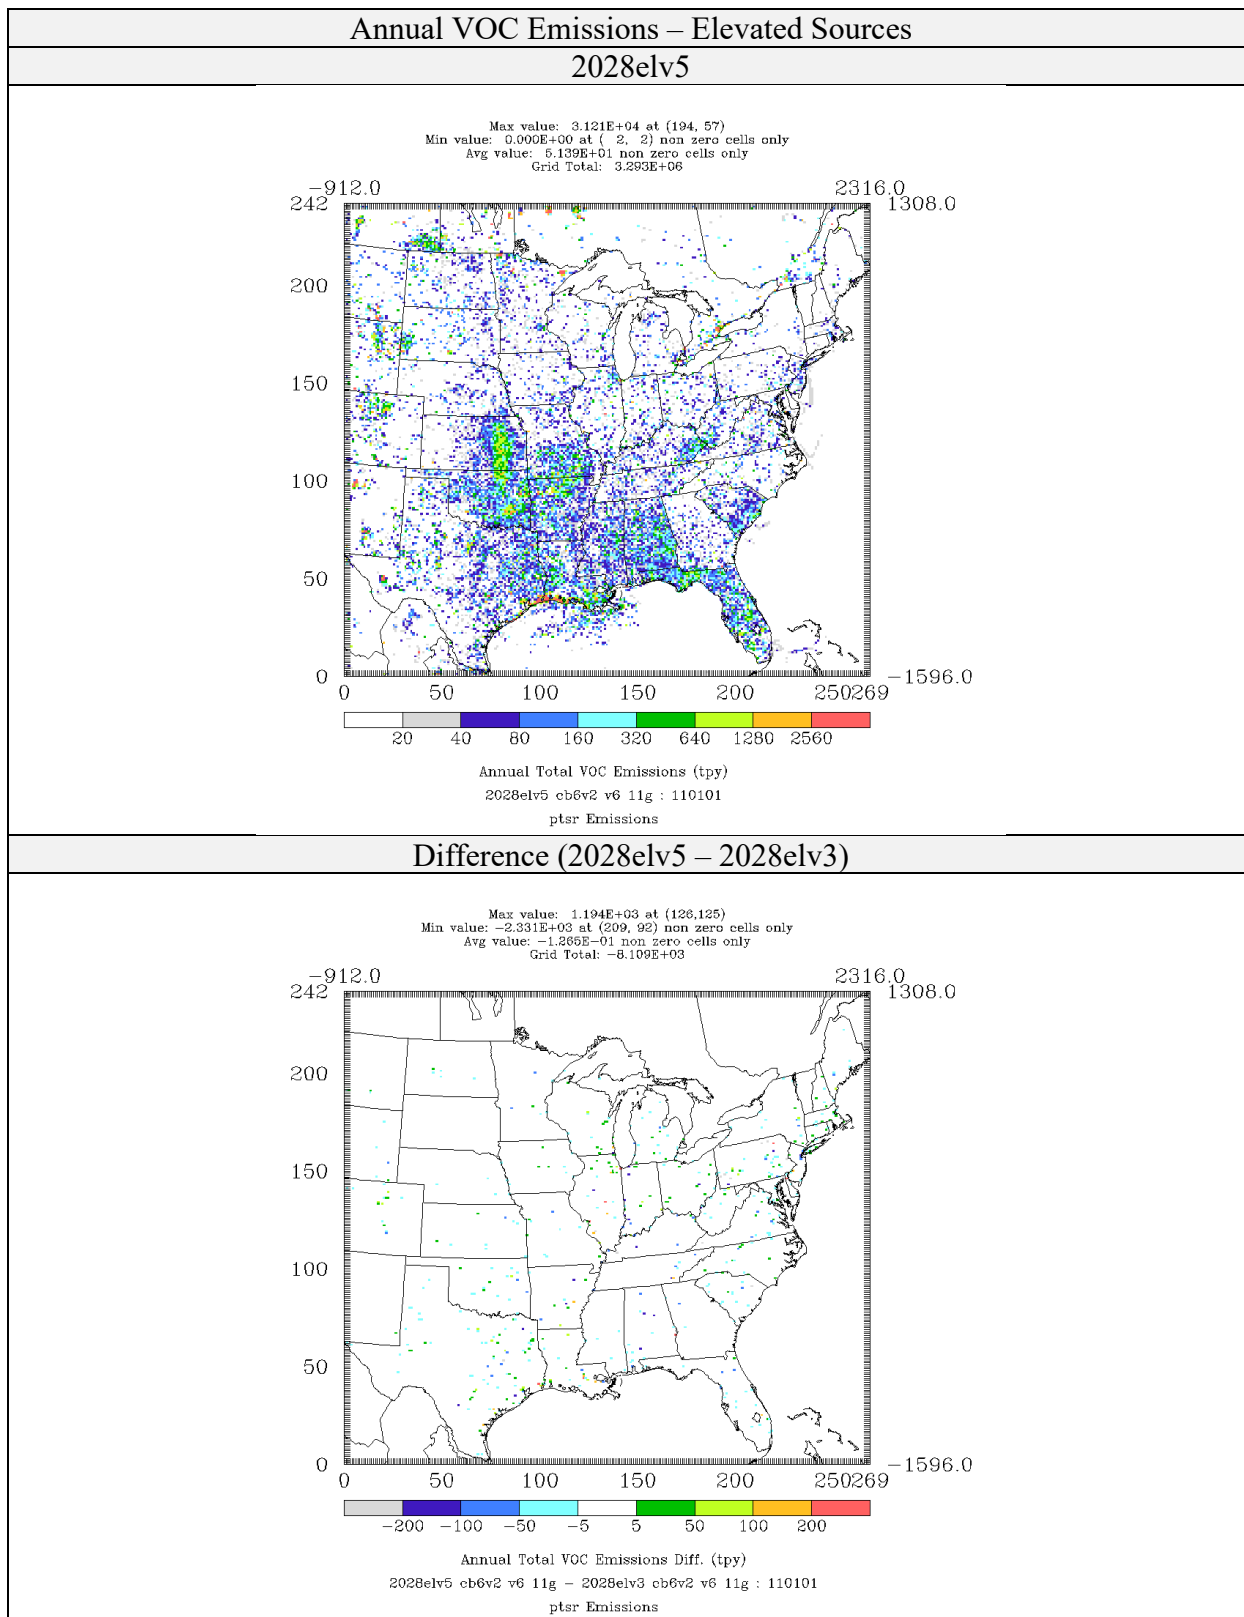 Annual VOC Emissions – Elevated Sources
2028elv5
Max value: 3.121E+04 at (194, 57)
Min value: 0.000E+00 at ( 2, 2) non zero cells only
Avg value: 5.139E+01 non zero cells only
Grid Total: 3.293E+06
−912.0 2316.0
242 1308.0
200
150
100
50
0 −1596.0
0 50 100 150 200 250 269
20 40 80 160 320 640 1280 2560
Annual Total VOC Emissions (tpy)
2028elv5 cb6v2 v6 11g : 110101
ptsr Emissions
Difference (2028elv5 – 2028elv3)
Max value: 1.194E+03 at (126,125)
Min value: −2.331E+03 at (209, 92) non zero cells only
Avg value: −1.265E−01 non zero cells only
Grid Total: −8.109E+03
−912.0 2316.0
242 1308.0
200
150
100
50
0 −1596.0
0 50 100 150 200 250 269
−200 −100 −50 −5 5 50 100 200
Annual Total VOC Emissions Diff. (tpy)
2028elv5 cb6v2 v6 11g − 2028elv3 cb6v2 v6 11g : 110101
ptsr Emissions